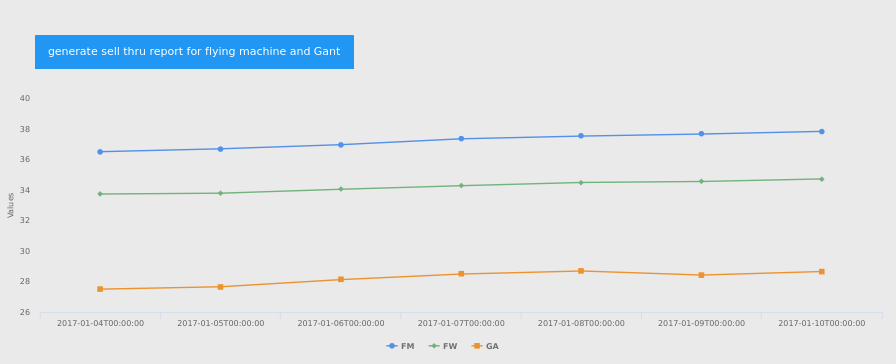 generate sell thru report for flying machine and Gant
40
38
36
34
32
30
28
26
Values
2017-01-04T00:00:00 2017-01-05T00:00:00 2017-01-06T00:00:00 2017-01-07T00:00:00 2017-01-08T00:00:00 2017-01-09T00:00:00 2017-01-10T00:00:00
FM FW GA